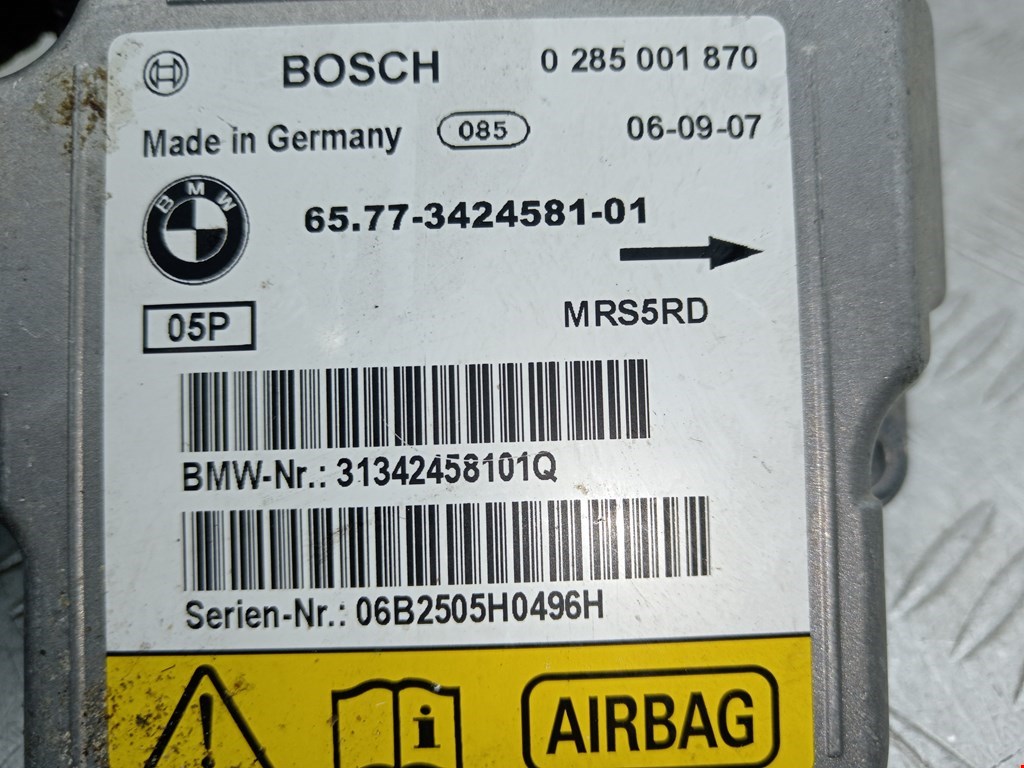 BOSCH 0 285 001 870
Made in Germany 085 06-09-07
BMW 65.77-3424581-01
05P MRS5RD
BMW-Nr.: 31342458101Q
Serien-Nr.: 06B2505H0496H
! i AIRBAG